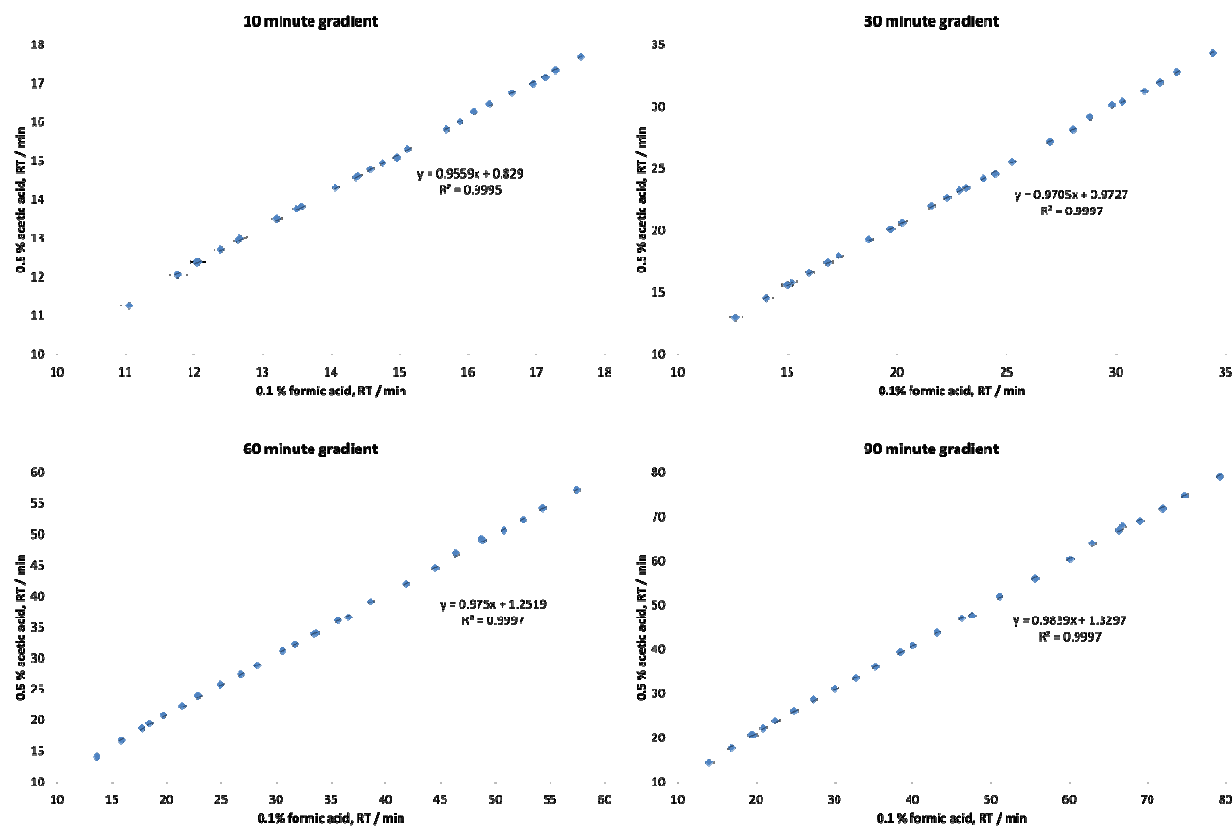 10 minute gradient
18
17
16
15
14
13
12
11
10
0.5 % acetic acid, RT / min
y = 0.9559x + 0.829
R² = 0.9995
10 11 12 13 14 15 16 17 18
0.1 % formic acid, RT / min
30 minute gradient
35
30
25
20
15
10
0.5 % acetic acid, RT / min
y = 0.9705x + 0.9727
R² = 0.9997
10 15 20 25 30 35
0.1% formic acid, RT / min
60 minute gradient
60
55
50
45
40
35
30
25
20
15
10
0.5 % acetic acid, RT / min
y = 0.975x + 1.2519
R² = 0.9997
10 15 20 25 30 35 40 45 50 55 60
0.1% formic acid, RT / min
90 minute gradient
80
70
60
50
40
30
20
10
0.5 % acetic acid, RT / min
y = 0.9839x + 1.3297
R² = 0.9997
10 20 30 40 50 60 70 80
0.1 % formic acid, RT / min